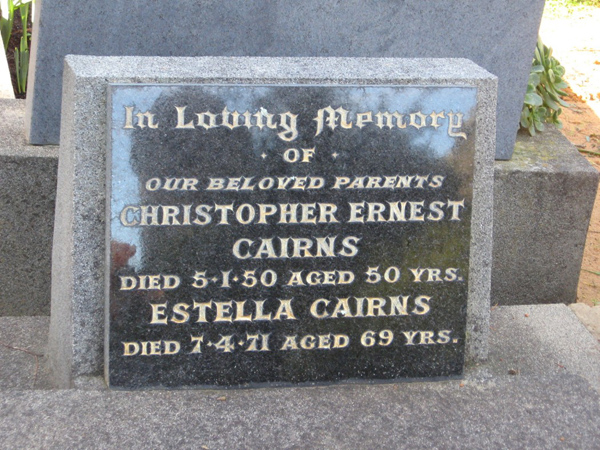 In Loving Memory
· OF ·
OUR BELOVED PARENTS
CHRISTOPHER ERNEST
CAIRNS
DIED 5·1·50 AGED 50 YRS.
ESTELLA CAIRNS
DIED 7·4·71 AGED 69 YRS.